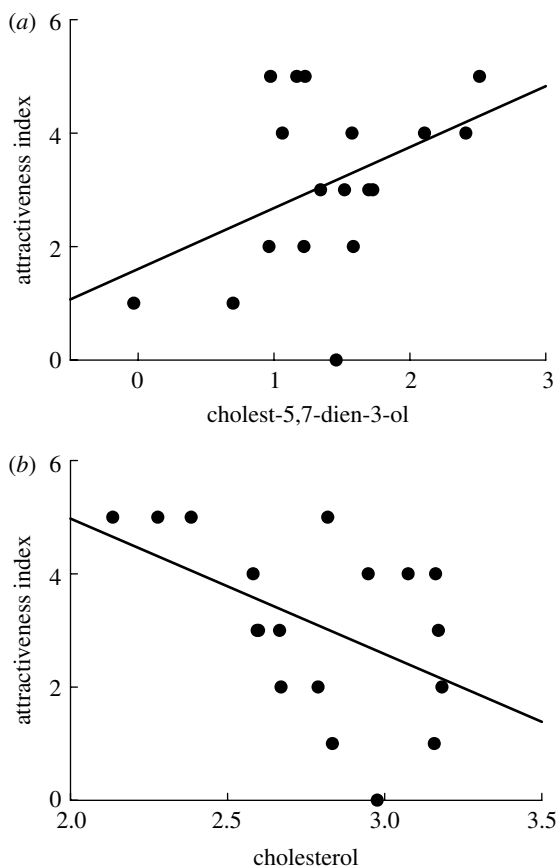 (a)
6
4
2
0
attractiveness index
0 1 2 3
cholest-5,7-dien-3-ol
(b)
6
4
2
0
attractiveness index
2.0 2.5 3.0 3.5
cholesterol